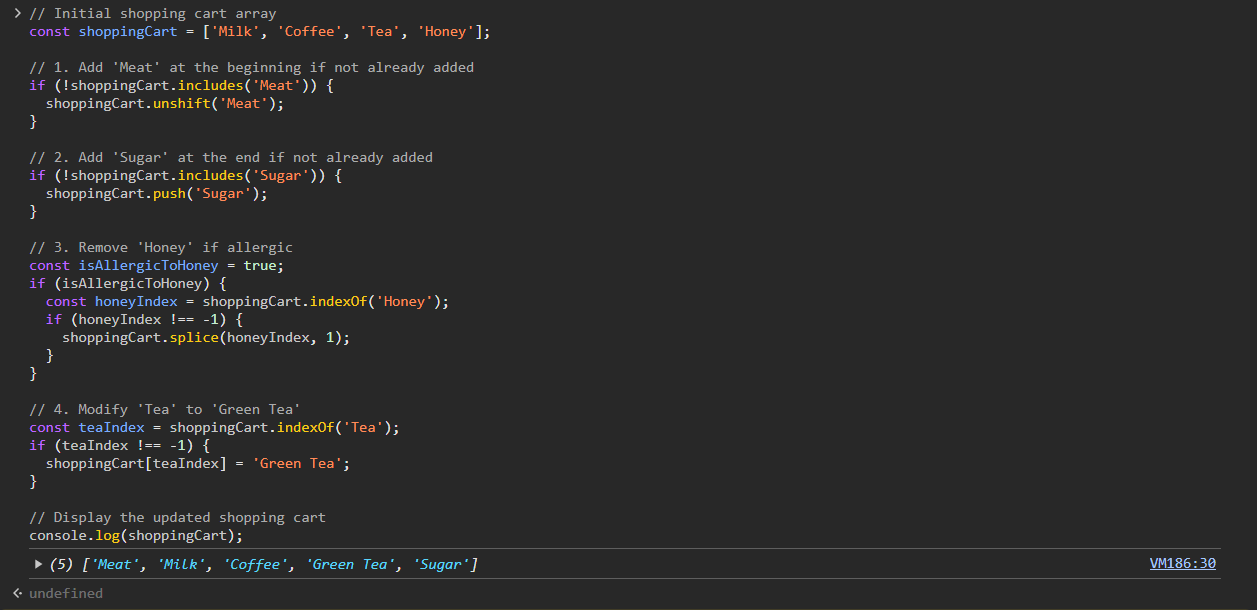 // Initial shopping cart array
const shoppingCart = ['Milk', 'Coffee', 'Tea', 'Honey'];
// 1. Add 'Meat' at the beginning if not already added
if (!shoppingCart.includes('Meat')) {
  shoppingCart.unshift('Meat');
}
// 2. Add 'Sugar' at the end if not already added
if (!shoppingCart.includes('Sugar')) {
  shoppingCart.push('Sugar');
}
// 3. Remove 'Honey' if allergic
const isAllergicToHoney = true;
if (isAllergicToHoney) {
  const honeyIndex = shoppingCart.indexOf('Honey');
  if (honeyIndex !== -1) {
    shoppingCart.splice(honeyIndex, 1);
  }
}
// 4. Modify 'Tea' to 'Green Tea'
const teaIndex = shoppingCart.indexOf('Tea');
if (teaIndex !== -1) {
  shoppingCart[teaIndex] = 'Green Tea';
}
// Display the updated shopping cart
console.log(shoppingCart);
(5) ['Meat', 'Milk', 'Coffee', 'Green Tea', 'Sugar'] VM186:30
undefined